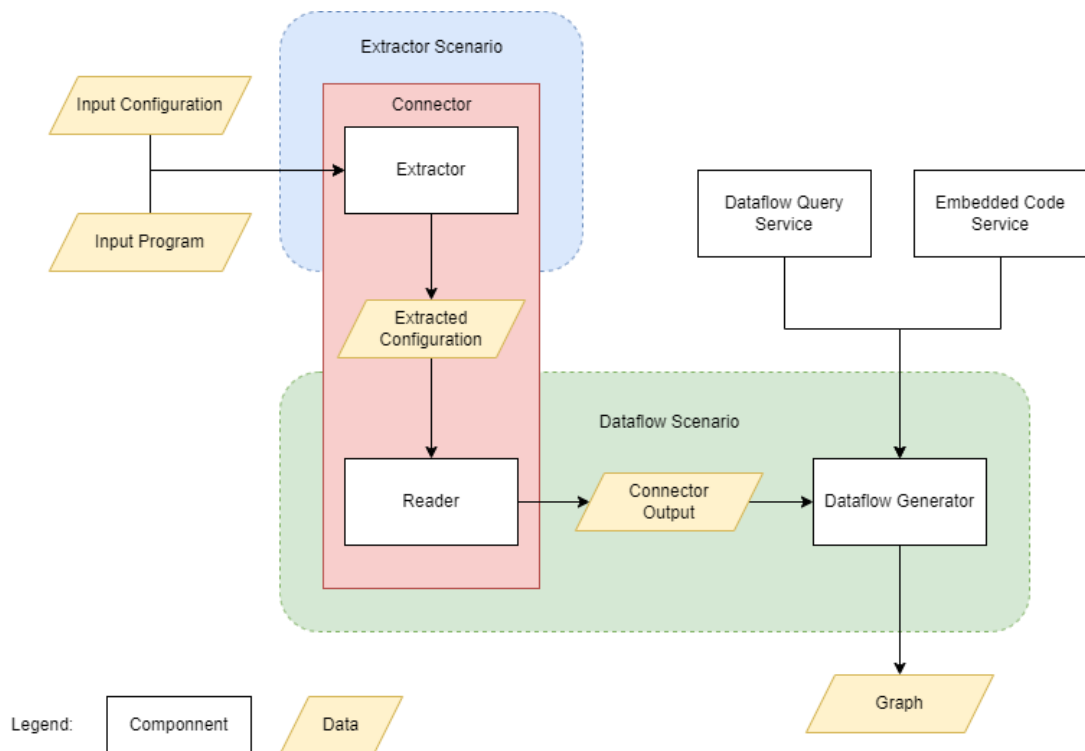 Extractor Scenario
Input Configuration
Connector
Extractor
Input Program
Dataflow Query
Service
Embedded Code
Service
Extracted
Configuration
Dataflow Scenario
Reader
Connector
Output
Dataflow Generator
Graph
Legend:
Componnent
Data